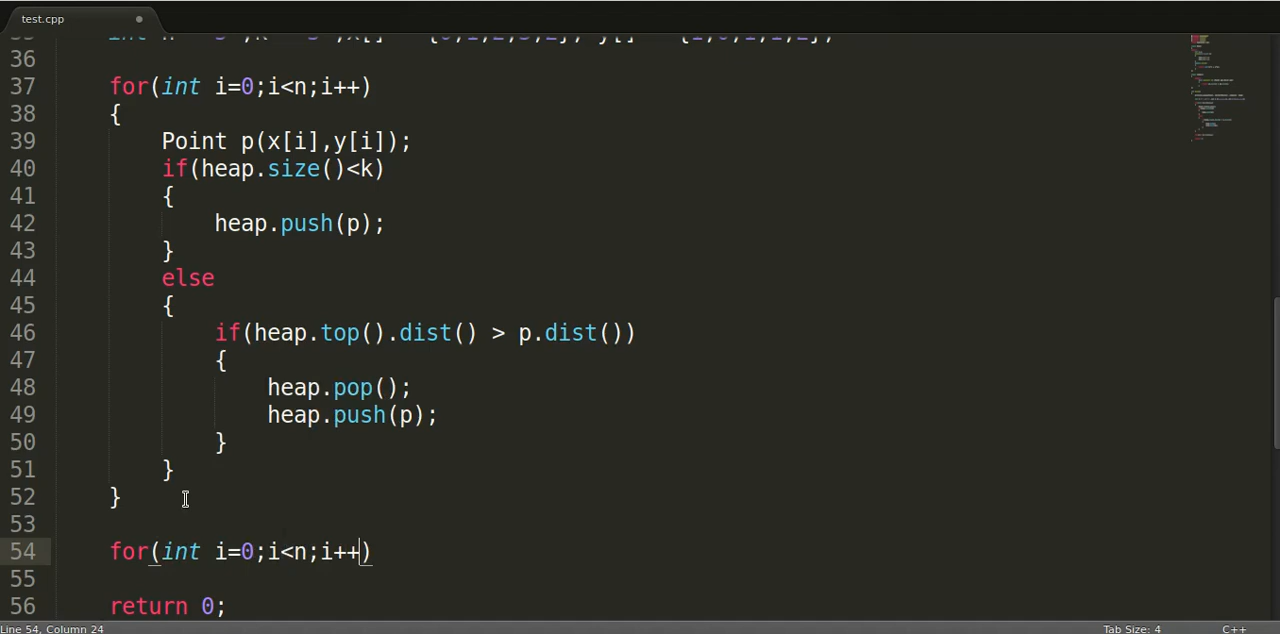 test.cpp
36
37 for(int i=0;i<n;i++)
38 {
39 Point p(x[i],y[i]);
40 if(heap.size()<k)
41 {
42 heap.push(p);
43 }
44 else
45 {
46 if(heap.top().dist() > p.dist())
47 {
48 heap.pop();
49 heap.push(p);
50 }
51 }
52 }
53
54 for(int i=0;i<n;i++)
55
56 return 0;
Line 54, Column 24 Tab Size: 4 C++